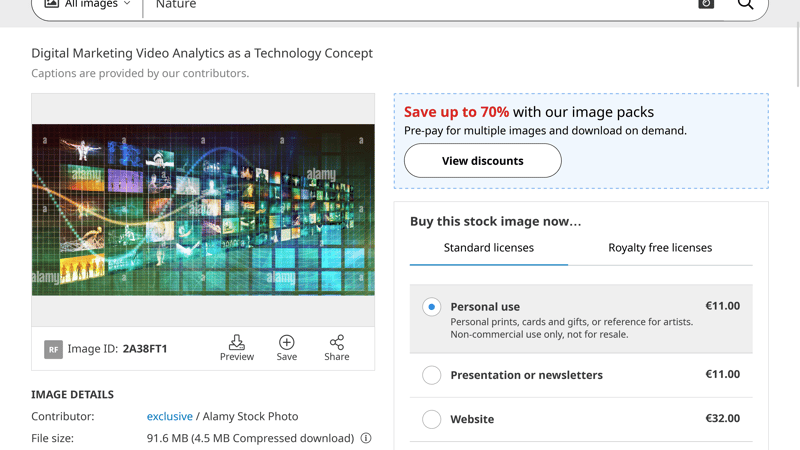 All images
Nature
Digital Marketing Video Analytics as a Technology Concept
Captions are provided by our contributors.
a a a a
alamy alamy
a a
alamy alamy
a
Save up to 70% with our image packs
Pre-pay for multiple images and download on demand.
View discounts
Buy this stock image now...
Standard licenses Royalty free licenses
Personal use €11.00
Personal prints, cards and gifts, or reference for artists.
Non-commercial use only, not for resale.
Presentation or newsletters €11.00
Website €32.00
RF Image ID: 2A38FT1
Preview Save Share
IMAGE DETAILS
Contributor: exclusive / Alamy Stock Photo
File size: 91.6 MB (4.5 MB Compressed download)